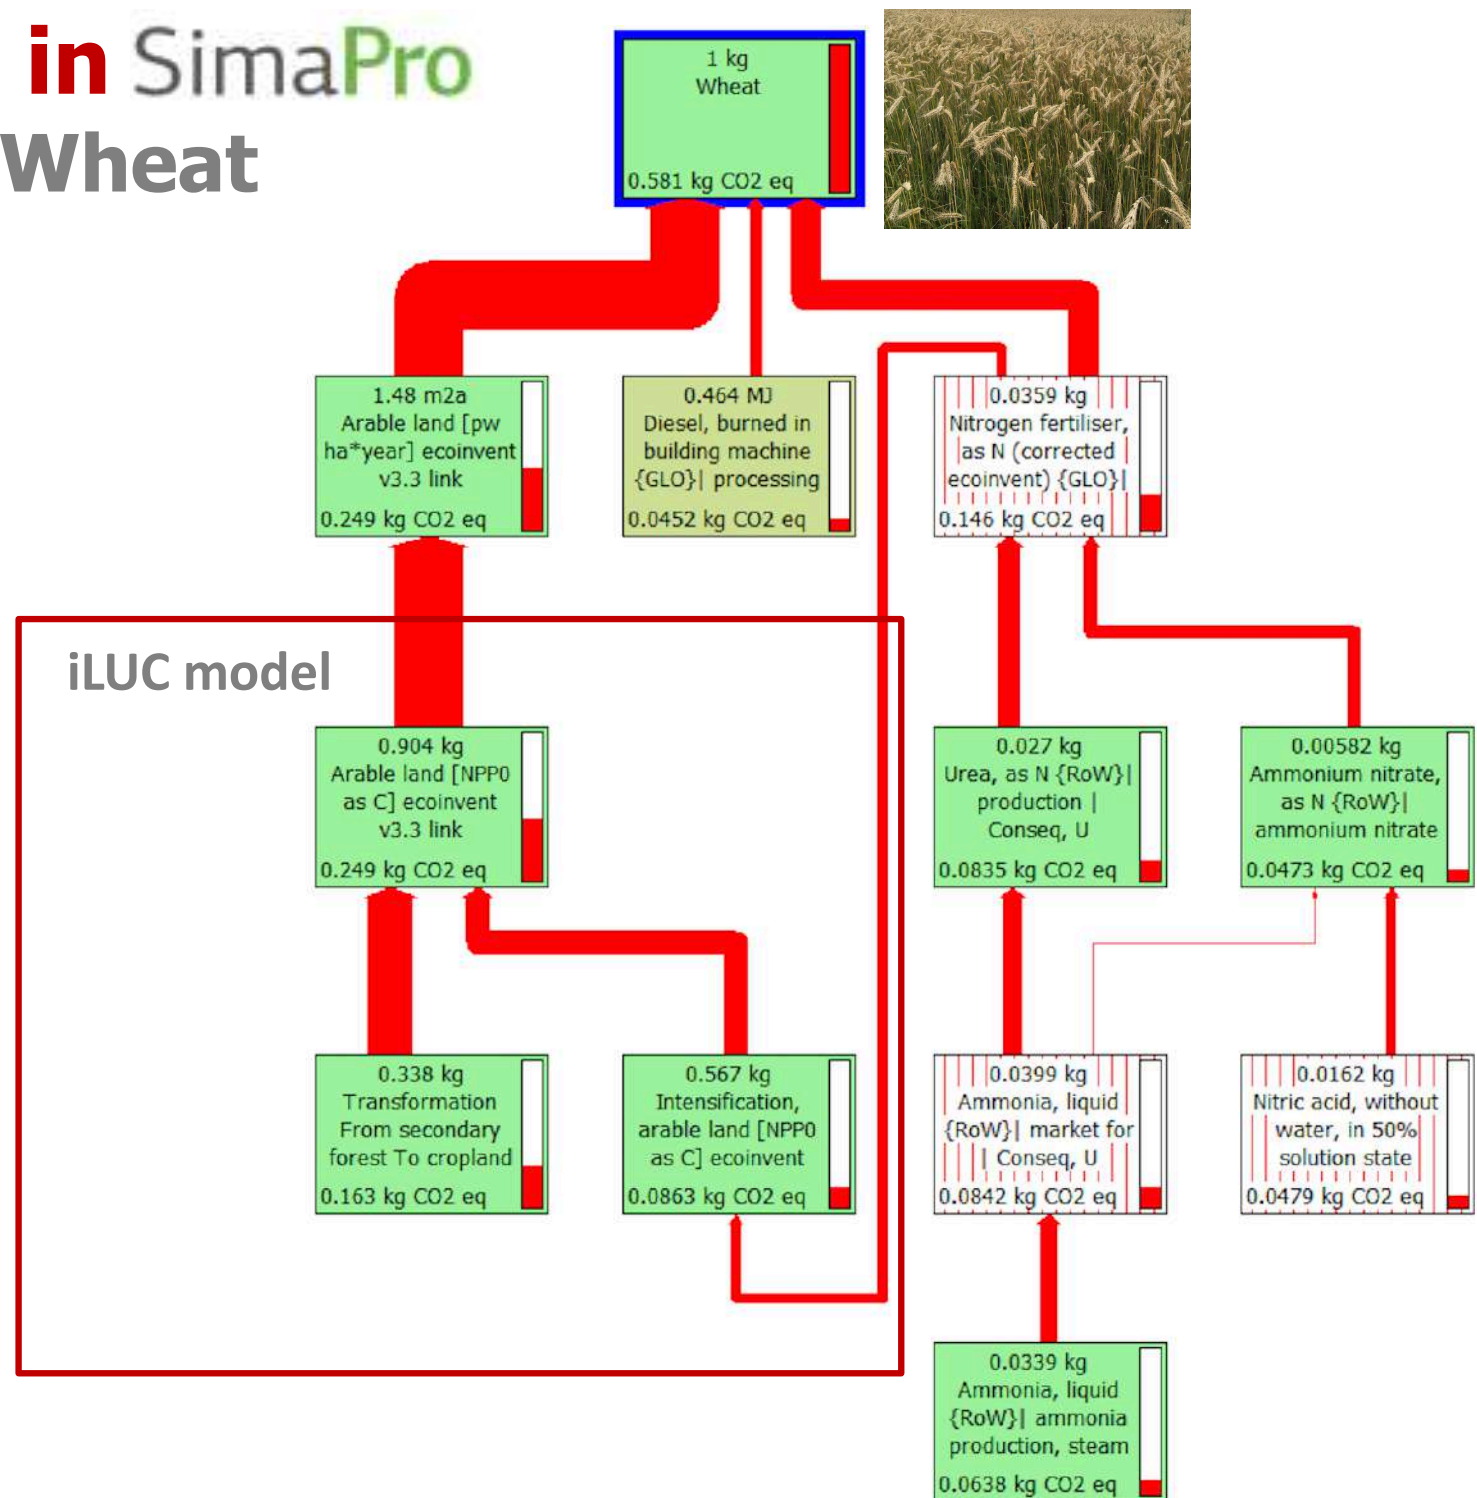 in SimaPro
Wheat
1 kg
Wheat
0.581 kg CO2 eq
1.48 m2a
Arable land [pw
ha*year] ecoinvent
v3.3 link
0.249 kg CO2 eq
0.464 MJ
Diesel, burned in
building machine
{GLO}| processing
0.0452 kg CO2 eq
0.0359 kg
Nitrogen fertiliser,
as N (corrected
ecoinvent) {GLO}|
0.146 kg CO2 eq
iLUC model
0.904 kg
Arable land [NPP0
as C] ecoinvent
v3.3 link
0.249 kg CO2 eq
0.027 kg
Urea, as N {RoW}|
production |
Conseq, U
0.0835 kg CO2 eq
0.00582 kg
Ammonium nitrate,
as N {RoW}|
ammonium nitrate
0.0473 kg CO2 eq
0.338 kg
Transformation
From secondary
forest To cropland
0.163 kg CO2 eq
0.567 kg
Intensification,
arable land [NPP0
as C] ecoinvent
0.0863 kg CO2 eq
0.0399 kg
Ammonia, liquid
{RoW}| market for
| Conseq, U
0.0842 kg CO2 eq
0.0162 kg
Nitric acid, without
water, in 50%
solution state
0.0479 kg CO2 eq
0.0339 kg
Ammonia, liquid
{RoW}| ammonia
production, steam
0.0638 kg CO2 eq